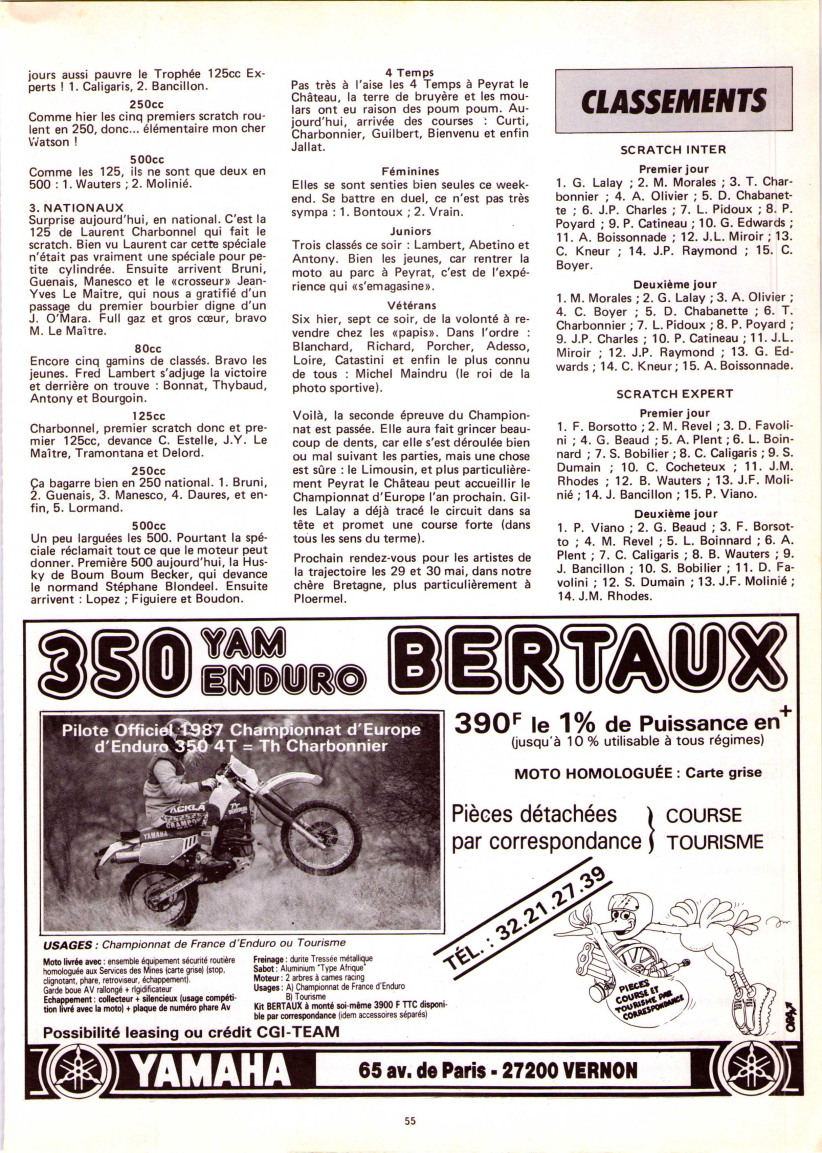 jours aussi pauvre le Trophée 125cc Ex-
perts ! 1. Caligaris, 2. Bancillon.
250cc
Comme hier les cinq premiers scratch rou-
lent en 250, donc... élémentaire mon cher
Watson !
500cc
Comme les 125, ils ne sont que deux en
500 : 1. Wauters ; 2. Molinié.
3. NATIONAUX
Surprise aujourd'hui, en national. C'est la
125 de Laurent Charbonnel qui fait le
scratch. Bien vu Laurent car cette spéciale
n'était pas vraiment une spéciale pour pe-
tite cylindrée. Ensuite arrivent Bruni,
Guenais, Manesco et le «crosseur» Jean-
Yves Le Maitre, qui nous a gratifié d'un
passage du premier bourbier digne d'un
J. O'Mara. Full gaz et gros cœur, bravo
M. Le Maître.
80cc
Encore cinq gamins de classés. Bravo les
jeunes. Fred Lambert s'adjuge la victoire
et derrière on trouve : Bonnat, Thybaud,
Antony et Bourgoin.
125cc
Charbonnel, premier scratch donc et pre-
mier 125cc, devance C. Estelle, J.Y. Le
Maître, Tramontana et Delord.
250cc
Ça bagarre bien en 250 national. 1. Bruni,
2. Guenais, 3. Manesco, 4. Daures, et en-
fin, 5. Lormand.
500cc
Un peu larguées les 500. Pourtant la spé-
ciale réclamait tout ce que le moteur peut
donner. Première 500 aujourd'hui, la Hus-
ky de Boum Boum Becker, qui devance
le normand Stéphane Blondeel. Ensuite
arrivent : Lopez ; Figuiere et Boudon.
4 Temps
Pas très à l'aise les 4 Temps à Peyrat le
Château, la terre de bruyère et les mou-
lars ont eu raison des poum poum. Au-
jourd'hui, arrivée des courses : Curti,
Charbonnier, Guilbert, Bienvenu et enfin
Jallat.
Féminines
Elles se sont senties bien seules ce week-
end. Se battre en duel, ce n'est pas très
sympa : 1. Bontoux ; 2. Vrain.
Juniors
Trois classés ce soir : Lambert, Abetino et
Antony. Bien les jeunes, car rentrer la
moto au parc à Peyrat, c'est de l'expé-
rience qui «s'emagasine».
Vétérans
Six hier, sept ce soir, de la volonté à re-
vendre chez les «papis». Dans l'ordre :
Blanchard, Richard, Porcher, Adesso,
Loire, Catastini et enfin le plus connu
de tous : Michel Maindru (le roi de la
photo sportive).
Voilà, la seconde épreuve du Champion-
nat est passée. Elle aura fait grincer beau-
coup de dents, car elle s'est déroulée bien
ou mal suivant les parties, mais une chose
est sûre : le Limousin, et plus particulière-
ment Peyrat le Château peut accueillir le
Championnat d'Europe l'an prochain. Gil-
les Lalay a déjà tracé le circuit dans sa
tête et promet une course forte (dans
tous les sens du terme).
Prochain rendez-vous pour les artistes de
la trajectoire les 29 et 30 mai, dans notre
chère Bretagne, plus particulièrement à
Ploermel.
CLASSEMENTS
SCRATCH INTER
Premier jour
1. G. Lalay ; 2. M. Morales ; 3. T. Char-
bonnier ; 4. A. Olivier ; 5. D. Chabanet-
te ; 6. J.P. Charles ; 7. L. Pidoux ; 8. P.
Poyard ; 9. P. Catineau ; 10. G. Edwards ;
11. A. Boissonnade ; 12. J.L. Miroir ; 13.
C. Kneur ; 14. J.P. Raymond ; 15. C.
Boyer.
Deuxième jour
1. M. Morales ; 2. G. Lalay ; 3. A. Olivier ;
4. C. Boyer ; 5. D. Chabanette ; 6. T.
Charbonnier ; 7. L. Pidoux ; 8. P. Poyard ;
9. J.P. Charles ; 10. P. Catineau ; 11. J.L.
Miroir ; 12. J.P. Raymond ; 13. G. Ed-
wards ; 14. C. Kneur ; 15. A. Boissonnade.
SCRATCH EXPERT
Premier jour
1. F. Borsotto ; 2. M. Revel ; 3. D. Favoli-
ni ; 4. G. Beaud ; 5. A. Plent ; 6. L. Boin-
nard ; 7. S. Bobilier ; 8. C. Caligaris ; 9. S.
Dumain ; 10. C. Cocheteux ; 11. J.M.
Rhodes ; 12. B. Wauters ; 13. J.F. Moli-
nié ; 14. J. Bancillon ; 15. P. Viano.
Deuxième jour
1. P. Viano ; 2. G. Beaud ; 3. F. Borsot-
to ; 4. M. Revel ; 5. L. Boinnard ; 6. A.
Plent ; 7. C. Caligaris ; 8. B. Wauters ; 9.
J. Bancillon ; 10. S. Bobilier ; 11. D. Fa-
volini ; 12. S. Dumain ; 13. J.F. Molinié ;
14. J.M. Rhodes.
350 YAM ENDURO BERTAUX
Pilote Officiel 1987 Championnat d'Europe
d'Enduro 350 4T = Th Charbonnier
YAMAHA
390F le 1% de Puissance en+
(jusqu'à 10 % utilisable à tous régimes)
MOTO HOMOLOGUÉE : Carte grise
Pièces détachées } COURSE
par correspondance } TOURISME
TÉL. : 32.21.27.39
PIECES
COURSE ET
TOURISME PAR
CORRESPONDANCE
USAGES : Championnat de France d'Enduro ou Tourisme
Moto livrée avec : ensemble équipement sécurité routière
homologuée aux Services des Mines (carte grise) (stop,
clignotant, phare, retroviseur, échappement).
Garde boue AV rallongé + rigidificateur
Echappement : collecteur + silencieux (usage compéti-
tion livré avec la moto) + plaque de numéro phare Av
Freinage : durite Tressée métallique
Sabot : Aluminium "Type Afrique"
Moteur : 2 arbres à cames racing
Usages : A) Championnat de France d'Enduro
B) Tourisme
Kit BERTAUX à monté soi-même 3900 F TTC disponi-
ble par correspondance (idem accessoires séparés)
Possibilité leasing ou crédit CGI-TEAM
YAMAHA
65 av. de Paris - 27200 VERNON
55